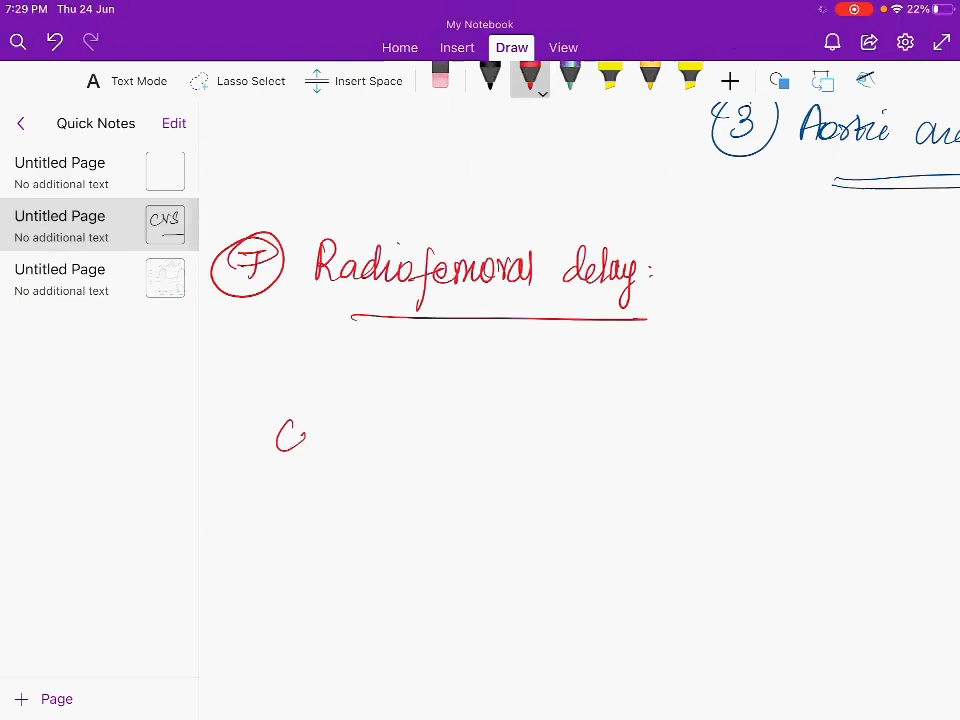 7:29 PM Thu 24 Jun 22%
My Notebook
Home Insert Draw View
Text Mode Lasso Select Insert Space
Quick Notes Edit
Untitled Page
No additional text
Untitled Page
No additional text
CNS
Untitled Page
No additional text
Page
(3) Aortic
J Radiofemoral delay:
C